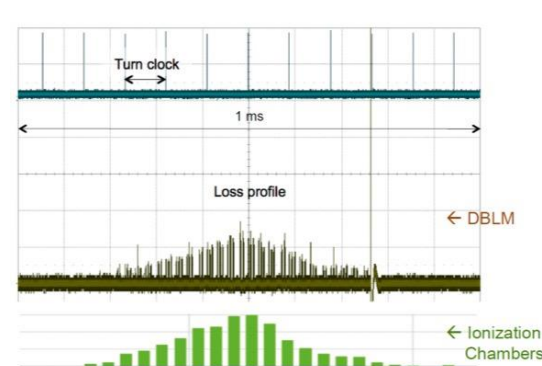 Turn clock
1 ms
Loss profile
← DBLM
← Ionization
Chambers